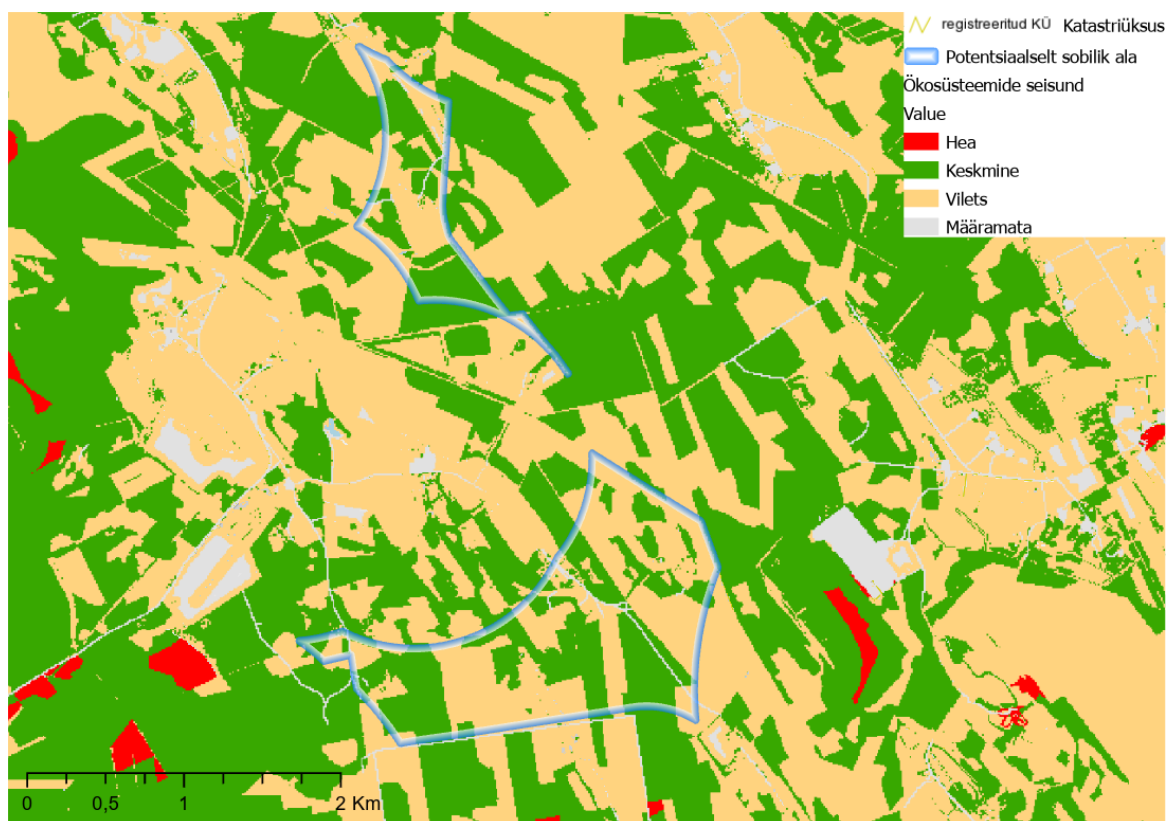 registreeritud KÜ Katastriüksus
Potentsiaalselt sobilik ala
Ökosüsteemide seisund
Value
Hea
Keskmine
Vilets
Määramata
0 0,5 1 2 Km